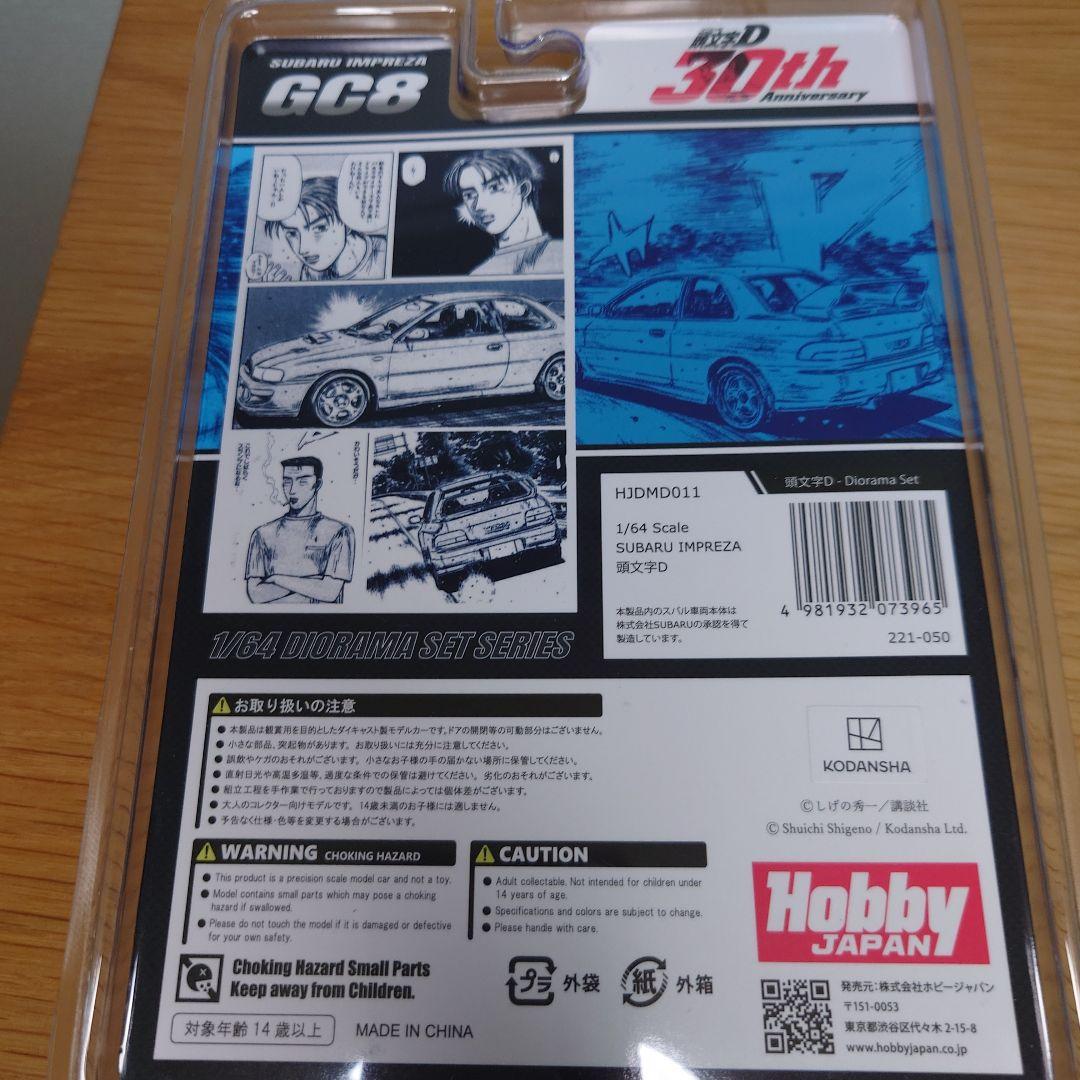 SUBARU IMPREZA
GC8
頭文字D
30th
Anniversary
頭文字D - Diorama Set
HJDMD011
1/64 Scale
SUBARU IMPREZA
頭文字D
本製品内のスバル車両本体は
株式会社SUBARUの承認を得て
製造しています。
4 981932 073965
221-050
1/64 DIORAMA SET SERIES
お取り扱いの注意
● 本製品は観賞用を目的としたダイキャスト製モデルカーです。ドアの開閉等の可動部分はございません。
● 小さな部品、突起物があります。お取り扱いには充分に注意してください。
● 誤飲やケガのおそれがございます。小さなお子様の手の届かない場所に保管してください。
● 直射日光や高温多湿等、過度な条件での保管は避けてください。劣化のおそれがございます。
● 組立工程を手作業で行っておりますので製品によっては個体差がございます。
● 大人のコレクター向けモデルです。14歳未満のお子様には適しません。
● 予告なく仕様・色等を変更する場合がございます。
KODANSHA
©しげの秀一/講談社
© Shuichi Shigeno / Kodansha Ltd.
WARNING CHOKING HAZARD
● This product is a precision scale model car and not a toy.
● Model contains small parts which may pose a choking
hazard if swallowed.
● Please do not touch the model if it is damaged or defective
for your own safety.
CAUTION
● Adult collectable. Not intended for children under
14 years of age.
● Specifications and colors are subject to change.
● Please handle with care.
Hobby
JAPAN
Choking Hazard Small Parts
Keep away from Children.
プラ 外袋
紙 外箱
対象年齢14歳以上
MADE IN CHINA
発売元:株式会社ホビージャパン
〒151-0053
東京都渋谷区代々木2-15-8
www.hobbyjapan.co.jp